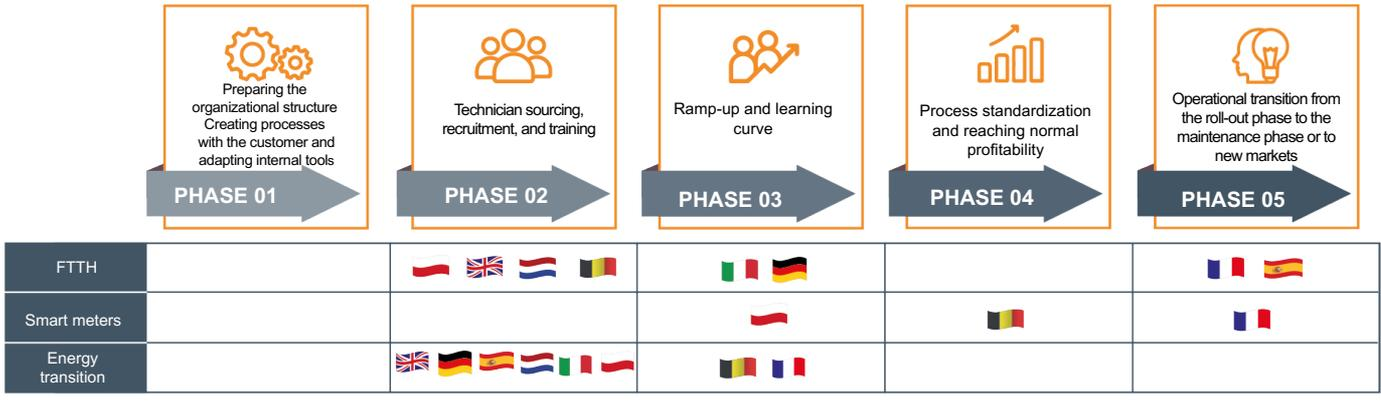 Preparing the
organizational structure
Creating processes
with the customer and
adapting internal tools
PHASE 01
Technician sourcing,
recruitment, and training
PHASE 02
Ramp-up and learning
curve
PHASE 03
Process standardization
and reaching normal
profitability
PHASE 04
Operational transition from
the roll-out phase to the
maintenance phase or to
new markets
PHASE 05
FTTH
Smart meters
Energy
transition